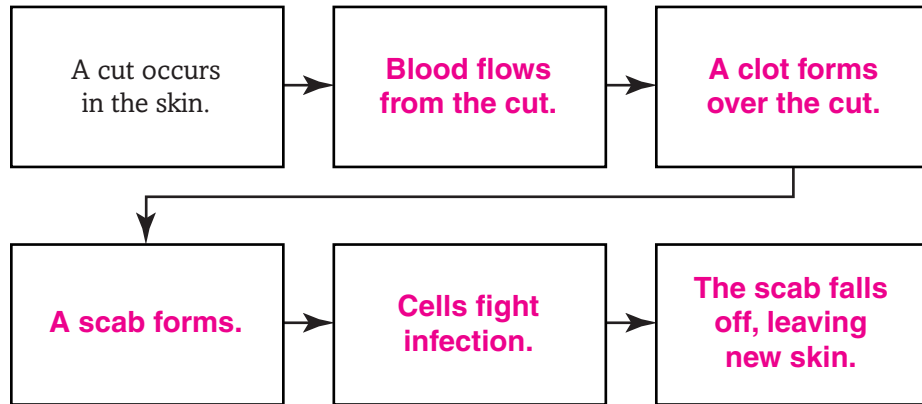 A cut occurs
in the skin.
Blood flows
from the cut.
A clot forms
over the cut.
A scab forms.
Cells fight
infection.
The scab falls
off, leaving
new skin.